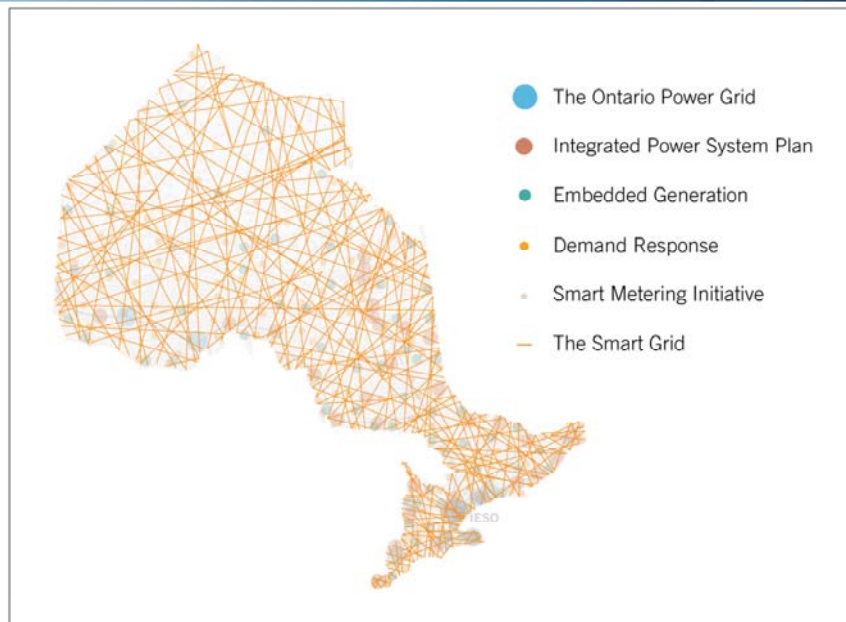 The Ontario Power Grid
Integrated Power System Plan
Embedded Generation
Demand Response
Smart Metering Initiative
The Smart Grid
IESO